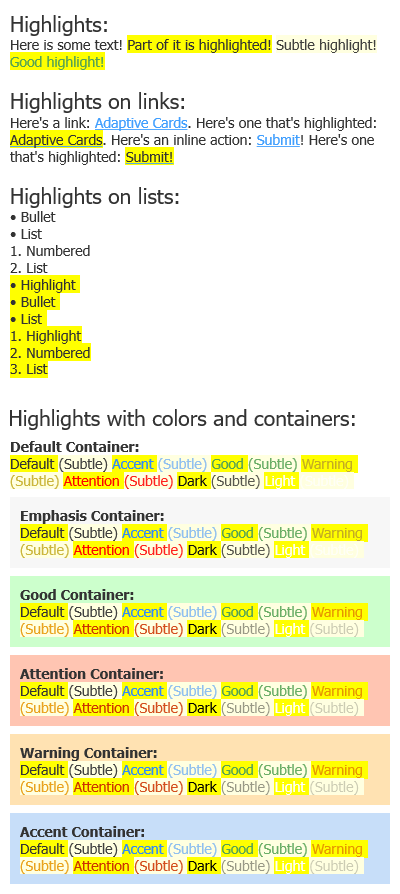 Highlights:
Here is some text! Part of it is highlighted! Subtle highlight!
Good highlight!
Highlights on links:
Here's a link: Adaptive Cards. Here's one that's highlighted:
Adaptive Cards. Here's an inline action: Submit! Here's one
that's highlighted: Submit!
Highlights on lists:
• Bullet
• List
1. Numbered
2. List
• Highlight
• Bullet
• List
1. Highlight
2. Numbered
3. List
Highlights with colors and containers:
Default Container:
Default (Subtle) Accent (Subtle) Good (Subtle) Warning
(Subtle) Attention (Subtle) Dark (Subtle) Light
Emphasis Container:
Default (Subtle) Accent (Subtle) Good (Subtle) Warning
(Subtle) Attention (Subtle) Dark (Subtle) Light
Good Container:
Default (Subtle) Accent (Subtle) Good (Subtle) Warning
(Subtle) Attention (Subtle) Dark (Subtle) Light (Subtle)
Attention Container:
Default (Subtle) Accent (Subtle) Good (Subtle) Warning
(Subtle) Attention (Subtle) Dark (Subtle) Light (Subtle)
Warning Container:
Default (Subtle) Accent (Subtle) Good (Subtle) Warning
(Subtle) Attention (Subtle) Dark (Subtle) Light (Subtle)
Accent Container:
Default (Subtle) Accent (Subtle) Good (Subtle) Warning
(Subtle) Attention (Subtle) Dark (Subtle) Light (Subtle)